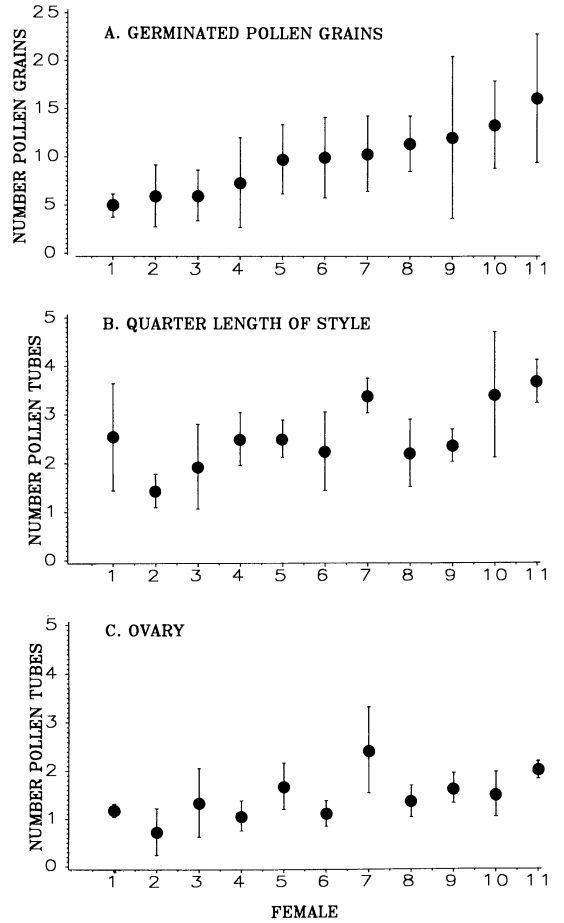 A. GERMINATED POLLEN GRAINS
NUMBER POLLEN GRAINS
25
20
15
10
5
0
1 2 3 4 5 6 7 8 9 10 11
B. QUARTER LENGTH OF STYLE
NUMBER POLLEN TUBES
5
4
3
2
1
0
1 2 3 4 5 6 7 8 9 10 11
C. OVARY
NUMBER POLLEN TUBES
5
4
3
2
1
0
1 2 3 4 5 6 7 8 9 10 11
FEMALE